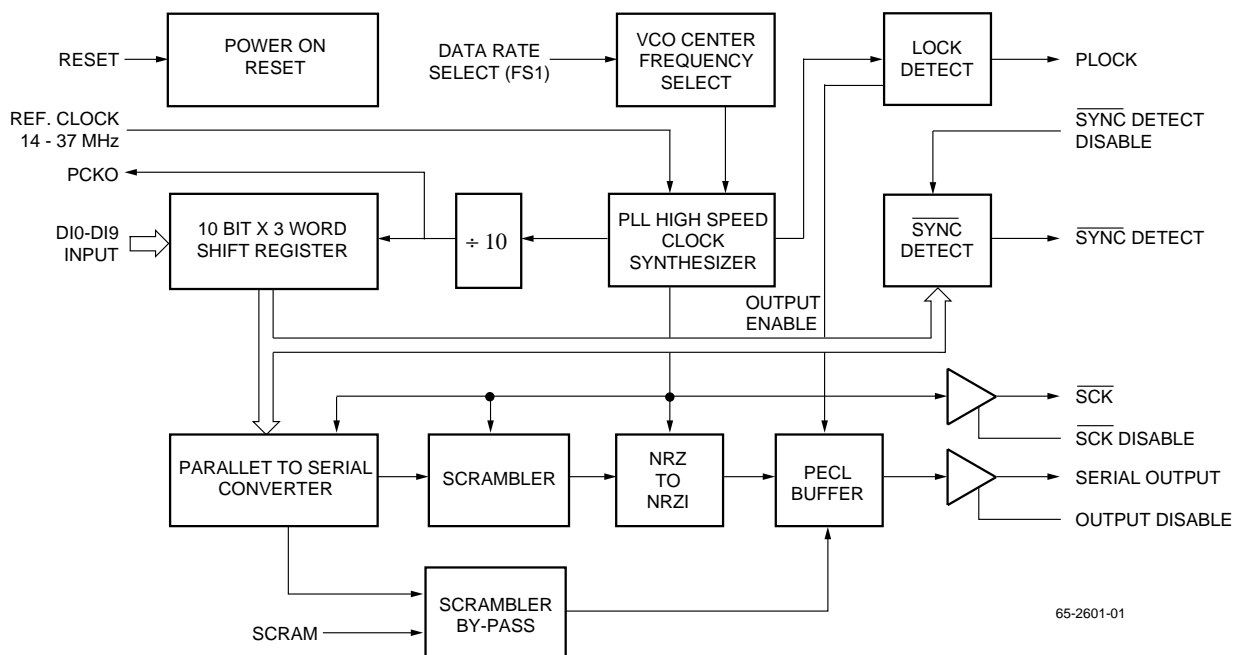 RESET
POWER ON
RESET
DATA RATE
SELECT (FS1)
VCO CENTER
FREQUENCY
SELECT
LOCK
DETECT
PLOCK
REF. CLOCK
14 - 37 MHz
SYNC DETECT
DISABLE
PCKO
DI0-DI9
INPUT
10 BIT X 3 WORD
SHIFT REGISTER
÷ 10
PLL HIGH SPEED
CLOCK
SYNTHESIZER
SYNC
DETECT
SYNC DETECT
OUTPUT
ENABLE
SCK
SCK DISABLE
PARALLET TO SERIAL
CONVERTER
SCRAMBLER
NRZ
TO
NRZI
PECL
BUFFER
SERIAL OUTPUT
OUTPUT DISABLE
SCRAM
SCRAMBLER
BY-PASS
65-2601-01